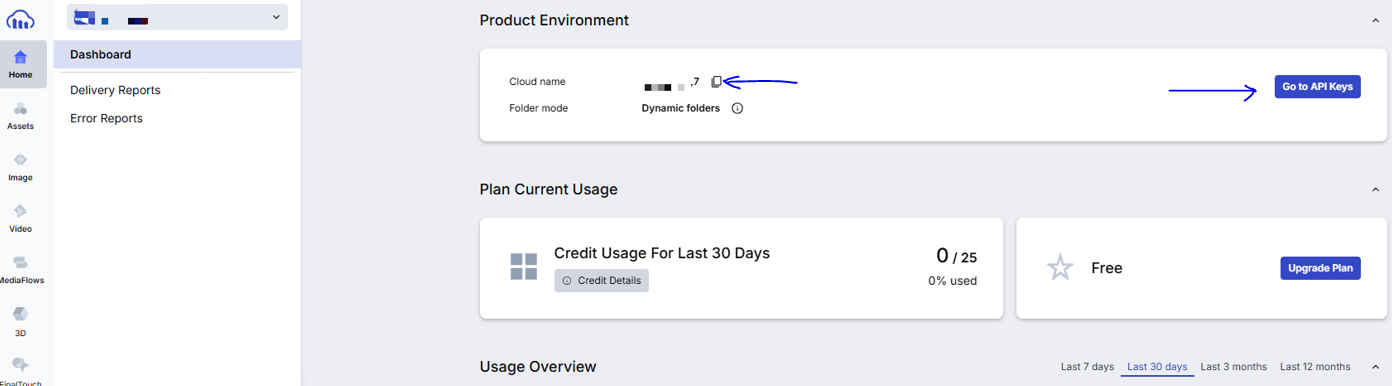 Product Environment
Dashboard
Home
Cloud name
,7
Go to API Keys
Delivery Reports
Folder mode
Dynamic folders
Error Reports
Assets
Image
Plan Current Usage
Video
Credit Usage For Last 30 Days
0 / 25
Credit Details
0% used
Free
Upgrade Plan
MediaFlows
3D
Usage Overview
Last 7 days
Last 30 days
Last 3 months
Last 12 months
FinalTouch